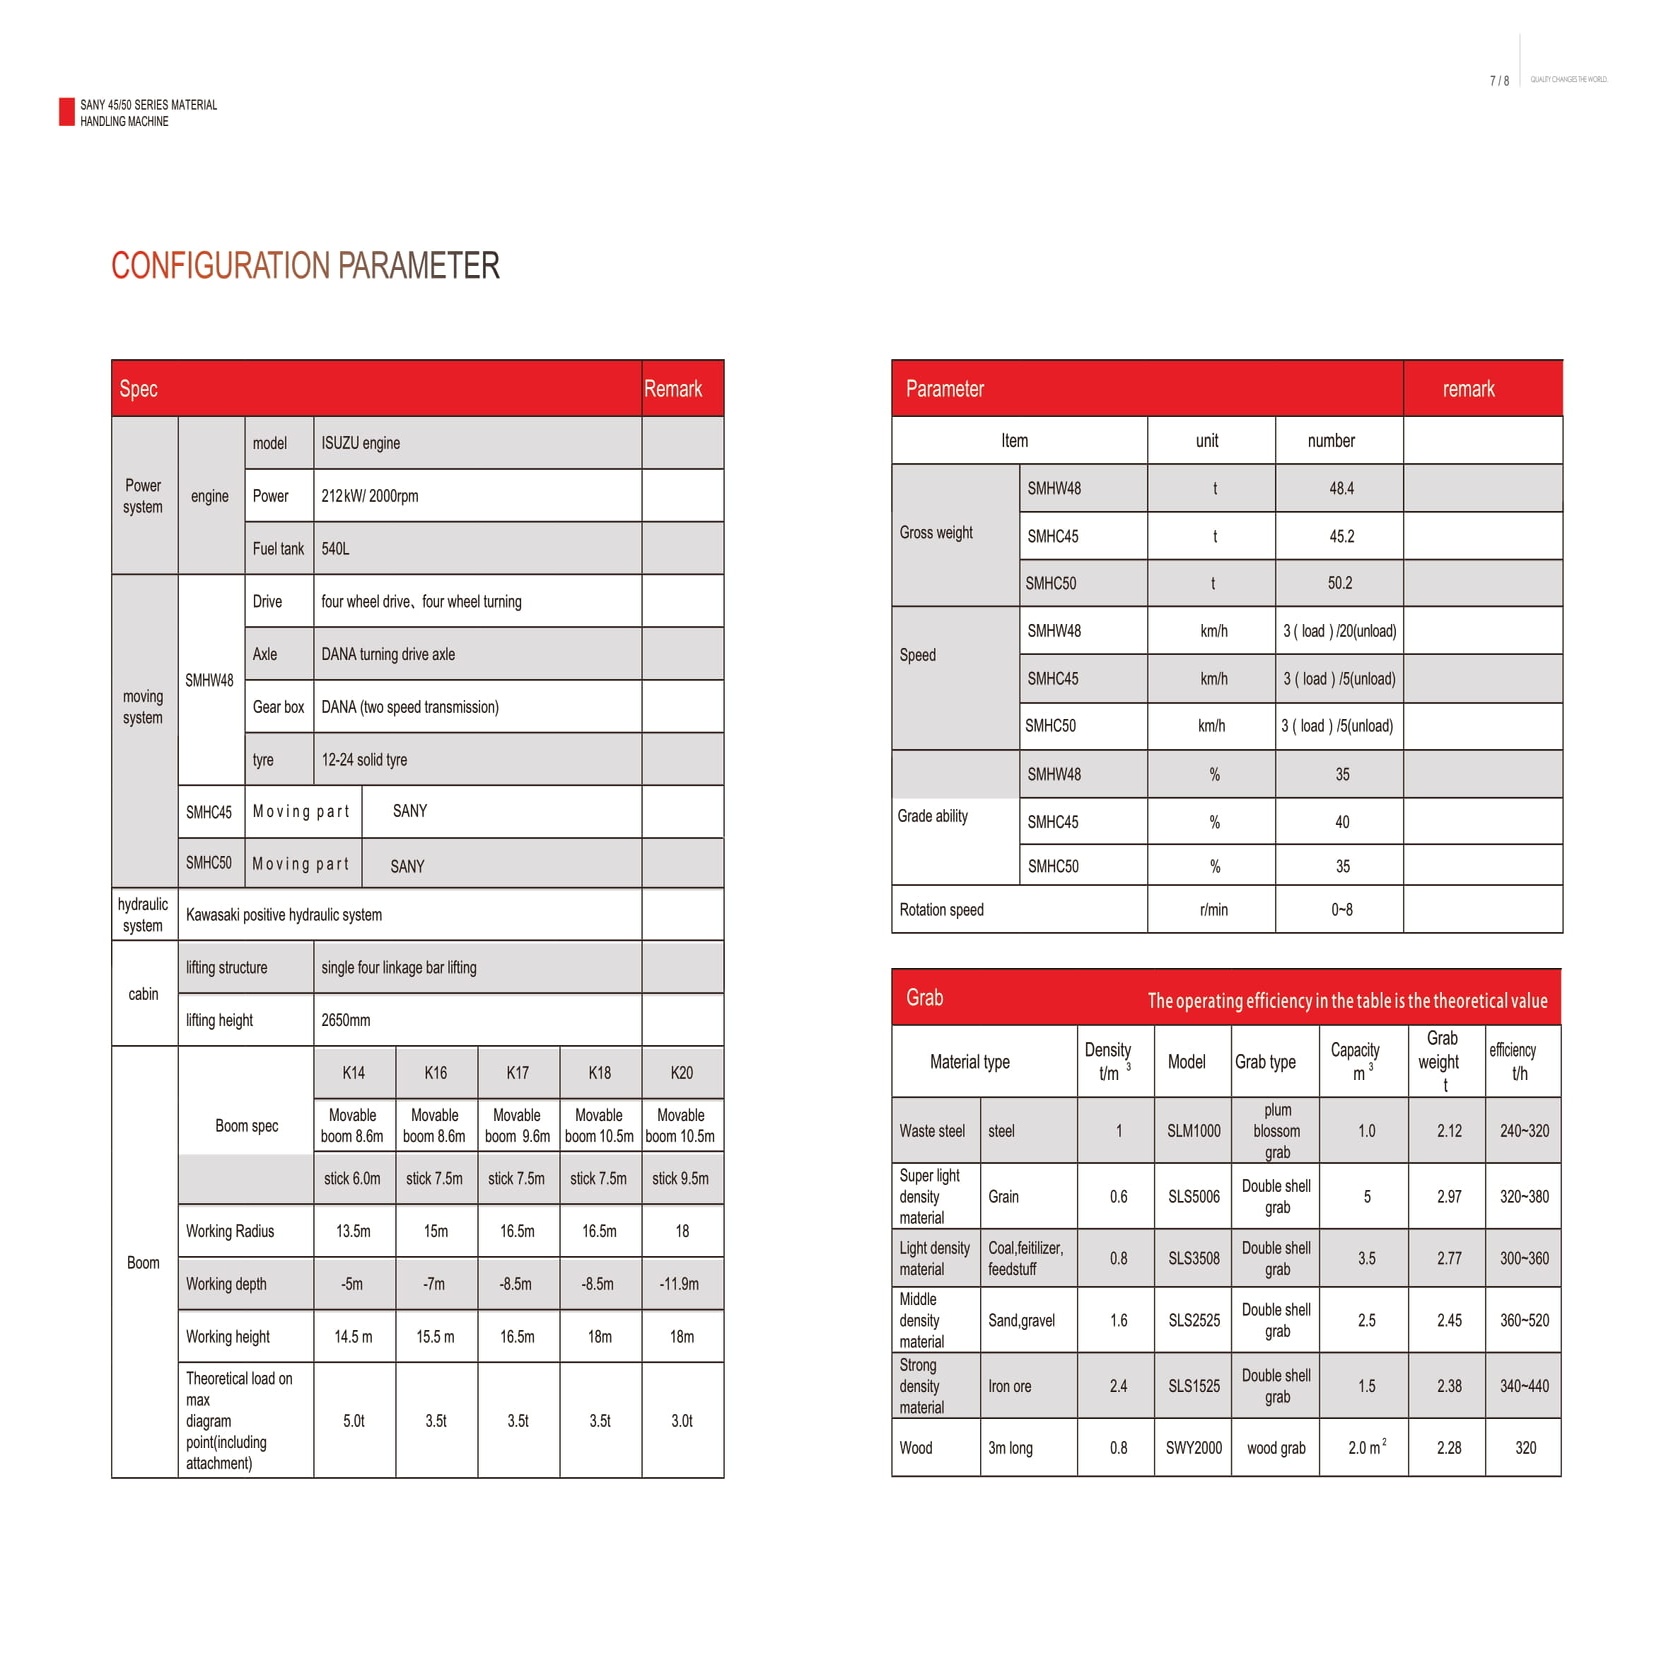 7 / 8
QUALITY CHANGES THE WORLD.
SANY 45/50 SERIES MATERIAL
HANDLING MACHINE
CONFIGURATION PARAMETER
Spec Remark
Power system engine model ISUZU engine
Power 212kW/ 2000rpm
Fuel tank 540L
moving system SMHW48 Drive four wheel drive、four wheel turning
Axle DANA turning drive axle
Gear box DANA (two speed transmission)
tyre 12-24 solid tyre
SMHC45 Moving part SANY
SMHC50 Moving part SANY
hydraulic system Kawasaki positive hydraulic system
cabin lifting structure single four linkage bar lifting
lifting height 2650mm
Boom Boom spec K14 K16 K17 K18 K20
Movable boom 8.6m Movable boom 8.6m Movable boom 9.6m Movable boom 10.5m Movable boom 10.5m
stick 6.0m stick 7.5m stick 7.5m stick 7.5m stick 9.5m
Working Radius 13.5m 15m 16.5m 16.5m 18
Working depth -5m -7m -8.5m -8.5m -11.9m
Working height 14.5 m 15.5 m 16.5m 18m 18m
Theoretical load on
max
diagram
point(including
attachment) 5.0t 3.5t 3.5t 3.5t 3.0t
Parameter remark
Item unit number
Gross weight SMHW48 t 48.4
SMHC45 t 45.2
SMHC50 t 50.2
Speed SMHW48 km/h 3 ( load ) /20(unload)
SMHC45 km/h 3 ( load ) /5(unload)
SMHC50 km/h 3 ( load ) /5(unload)
Grade ability SMHW48 % 35
SMHC45 % 40
SMHC50 % 35
Rotation speed r/min 0~8
Grab The operating efficiency in the table is the theoretical value
Material type Density t/m³ Model Grab type Capacity m³ Grab weight t efficiency t/h
Waste steel steel 1 SLM1000 plum blossom grab 1.0 2.12 240~320
Super light density material Grain 0.6 SLS5006 Double shell grab 5 2.97 320~380
Light density material Coal,feitilizer, feedstuff 0.8 SLS3508 Double shell grab 3.5 2.77 300~360
Middle density material Sand,gravel 1.6 SLS2525 Double shell grab 2.5 2.45 360~520
Strong density material Iron ore 2.4 SLS1525 Double shell grab 1.5 2.38 340~440
Wood 3m long 0.8 SWY2000 wood grab 2.0 m² 2.28 320